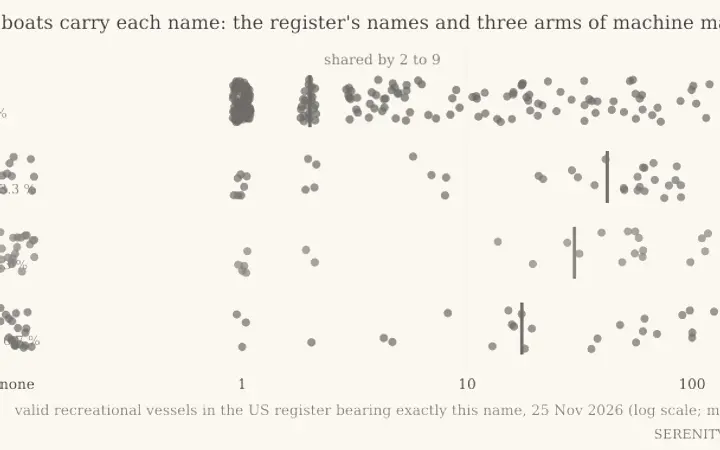 boats carry each name: the register's names and three arms of machine
shared by 2 to 9
%
3.3 %
%
%
none 1 10 100
valid recreational vessels in the US register bearing exactly this name, 25 Nov 2026 (log scale;
SERENITY